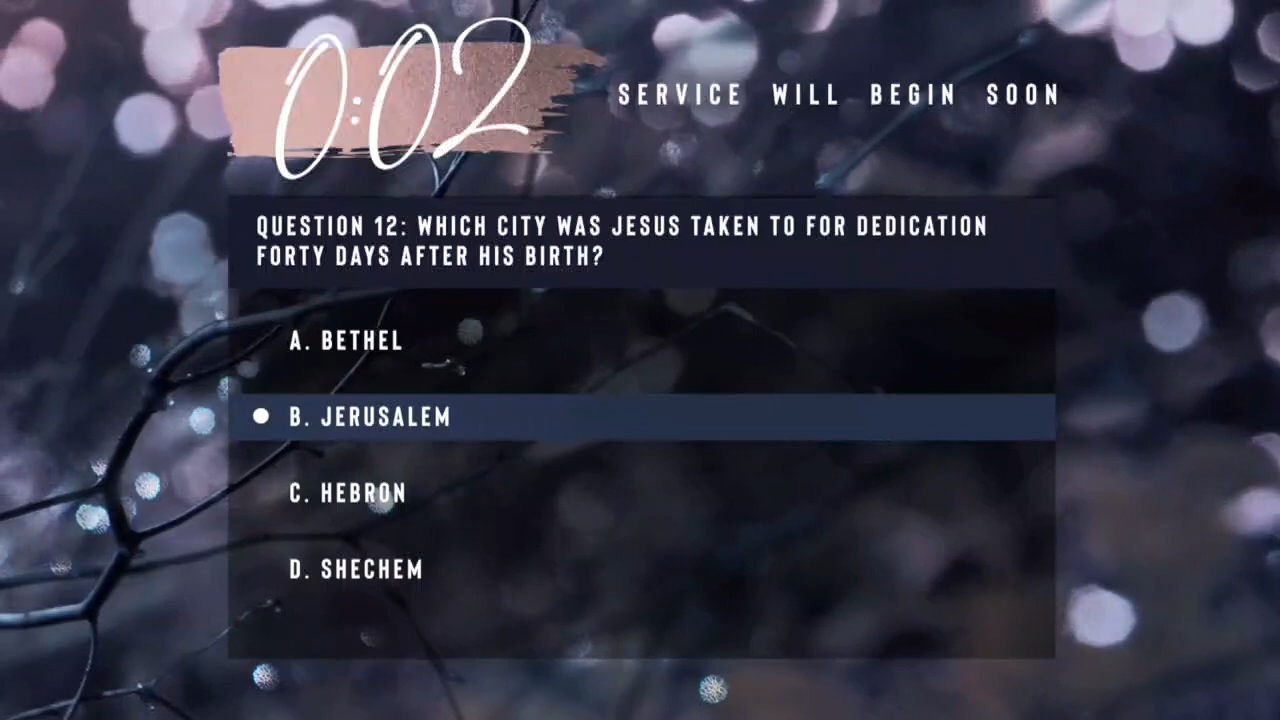 0:02
SERVICE WILL BEGIN SOON
QUESTION 12: WHICH CITY WAS JESUS TAKEN TO FOR DEDICATION
FORTY DAYS AFTER HIS BIRTH?
A. BETHEL
B. JERUSALEM
C. HEBRON
D. SHECHEM